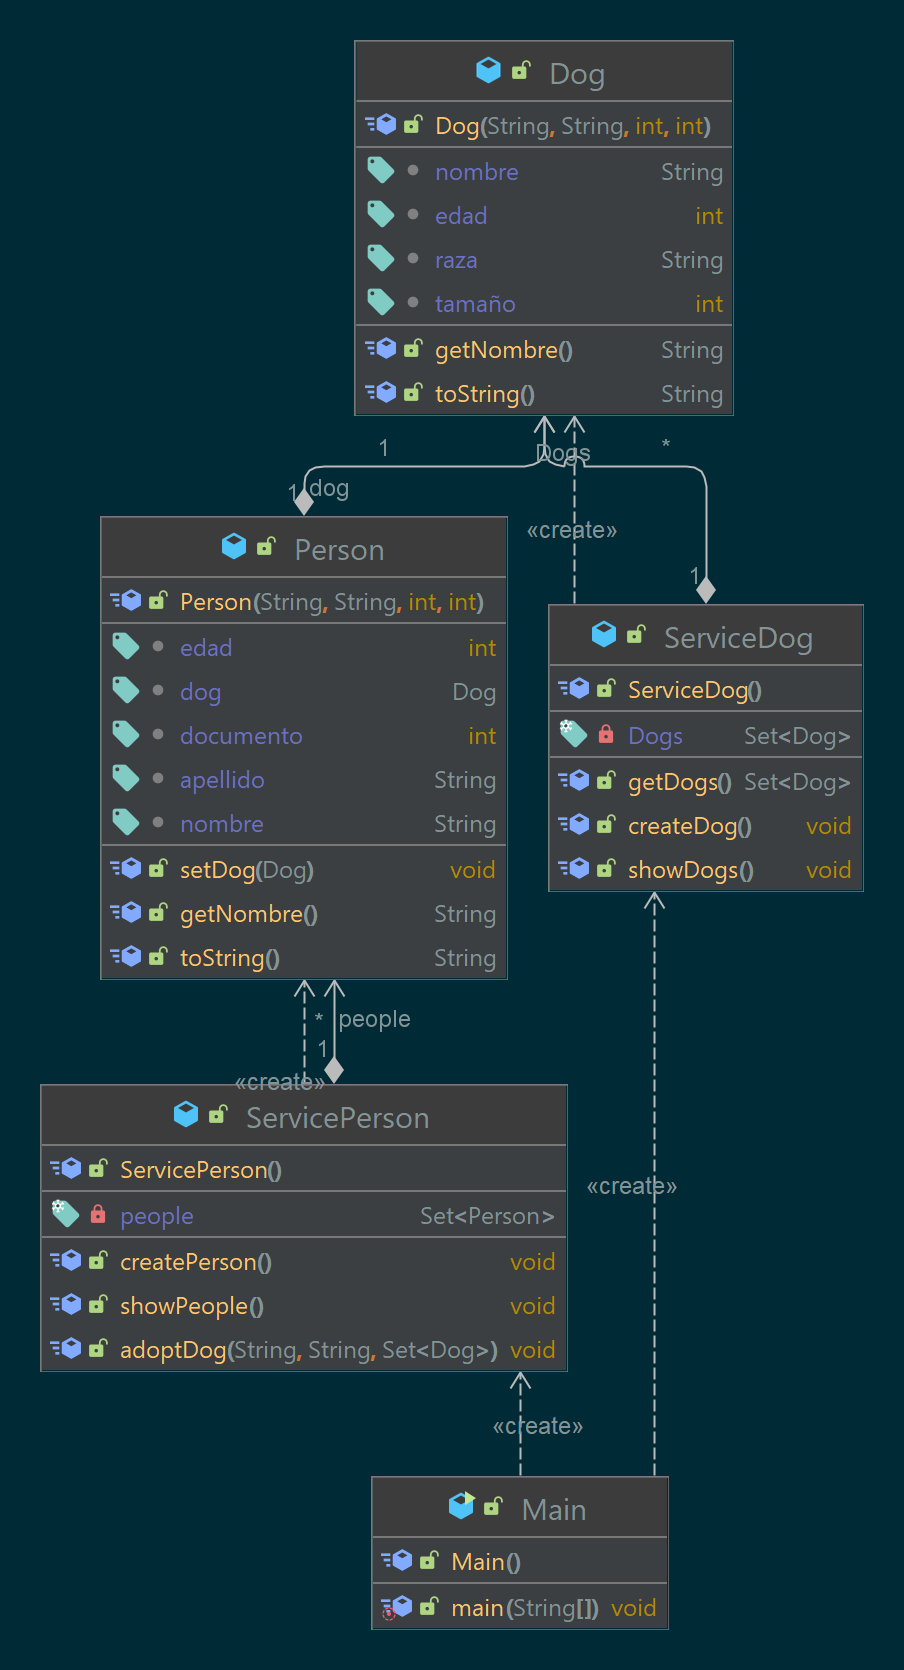 Dog
Dog(String, String, int, int)
nombre String
edad int
raza String
tamaño int
getNombre() String
toString() String
1
Dogs
*
1
dog
«create»
1
Person
Person(String, String, int, int)
edad int
dog Dog
documento int
apellido String
nombre String
setDog(Dog) void
getNombre() String
toString() String
ServiceDog
ServiceDog()
Dogs Set<Dog>
getDogs() Set<Dog>
createDog() void
showDogs() void
*
people
1
«create»
ServicePerson
ServicePerson()
people Set<Person>
createPerson() void
showPeople() void
adoptDog(String, String, Set<Dog>) void
«create»
«create»
Main
Main()
main(String[]) void